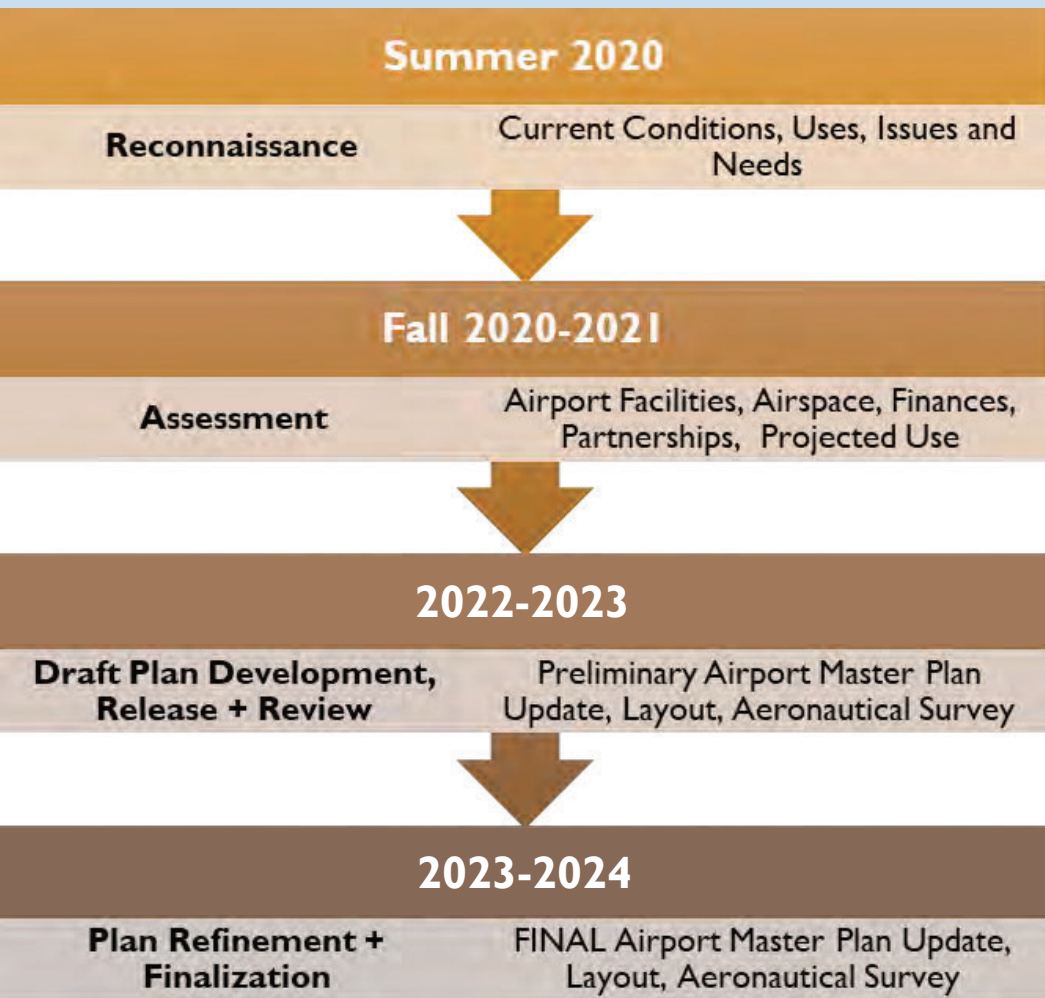 Summer 2020
Reconnaissance
Current Conditions, Uses, Issues and
Needs
Fall 2020-2021
Assessment
Airport Facilities, Airspace, Finances,
Partnerships, Projected Use
2022-2023
Draft Plan Development,
Release + Review
Preliminary Airport Master Plan
Update, Layout, Aeronautical Survey
2023-2024
Plan Refinement +
Finalization
FINAL Airport Master Plan Update,
Layout, Aeronautical Survey